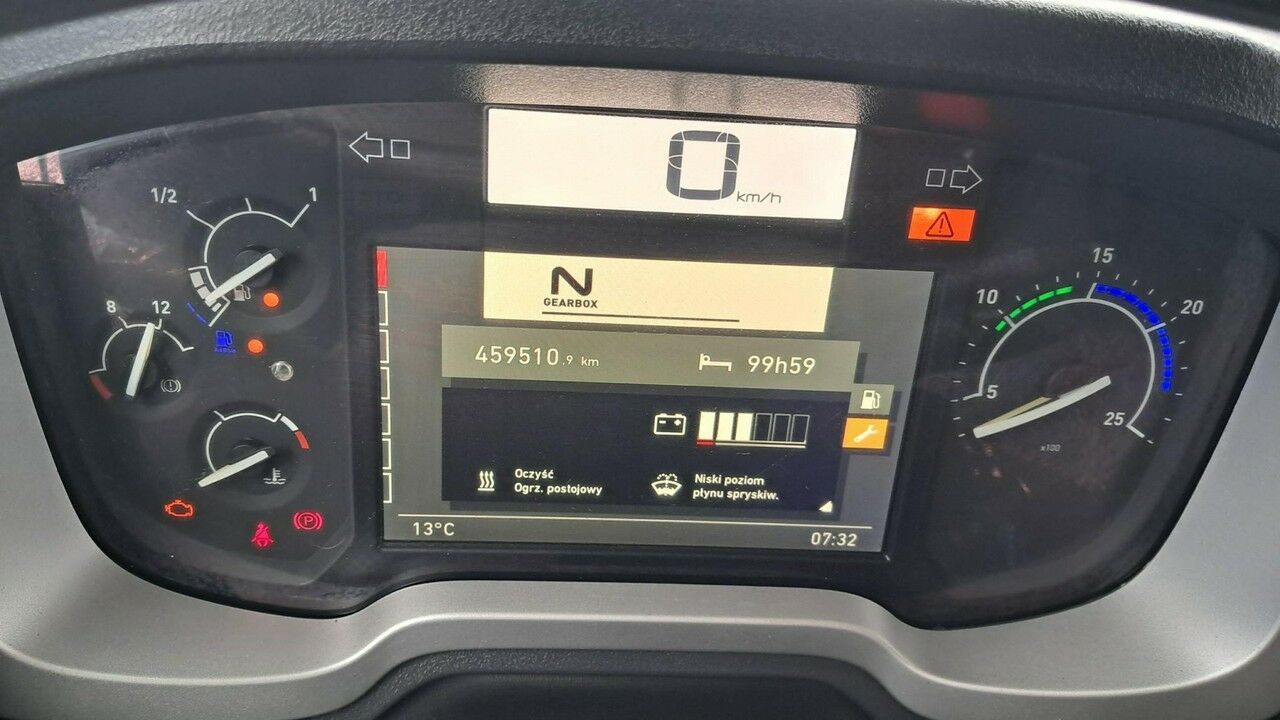 0 km/h
1/2 1
N
GEARBOX
8 12
AdBlue
459510.9 km 99h59
Oczyść
Ogrz. postojowy
Niski poziom
płynu spryskiw.
13°C 07:32
P
5 10 15 20 25
x100